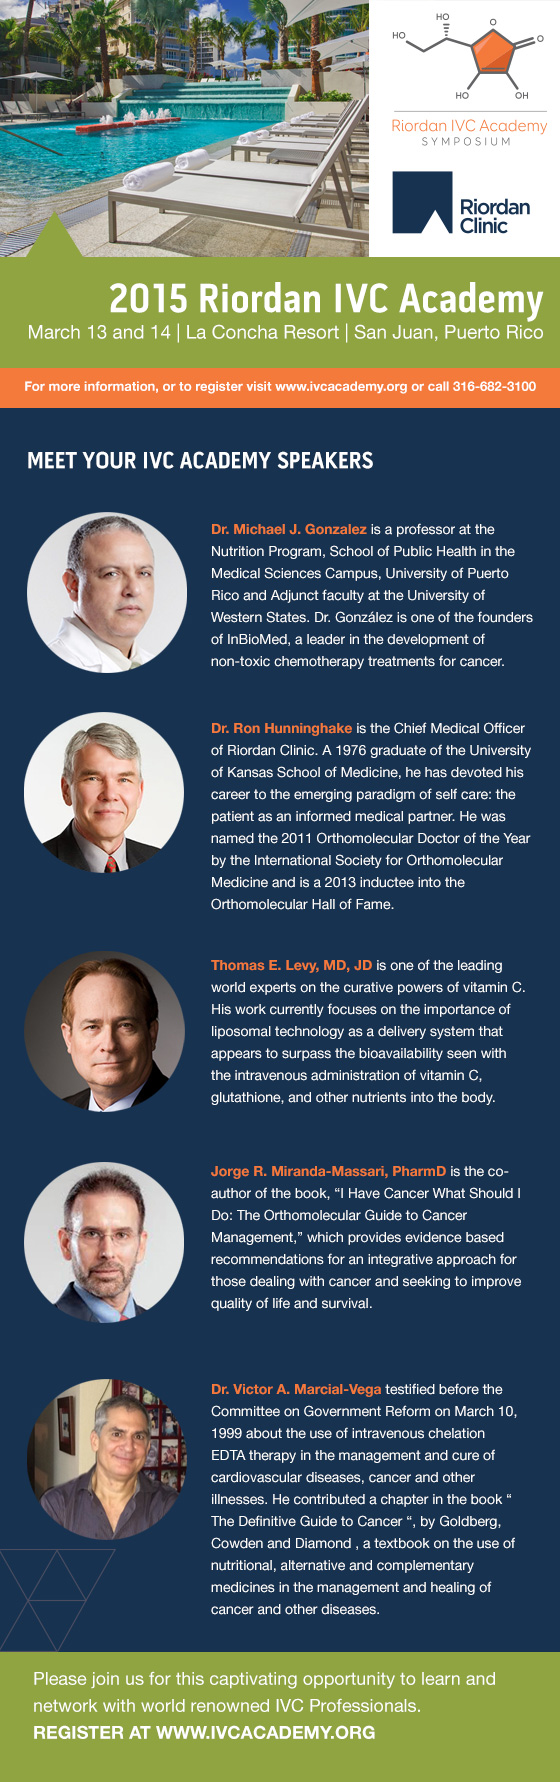 HO
HO
O
O
HO
OH
Riordan IVC Academy
SYMPOSIUM
Riordan
Clinic
2015 Riordan IVC Academy
March 13 and 14 | La Concha Resort | San Juan, Puerto Rico
For more information, or to register visit www.ivcacademy.org or call 316-682-3100
MEET YOUR IVC ACADEMY SPEAKERS
Dr. Michael J. Gonzalez is a professor at the
Nutrition Program, School of Public Health in the
Medical Sciences Campus, University of Puerto
Rico and Adjunct faculty at the University of
Western States. Dr. González is one of the founders
of InBioMed, a leader in the development of
non-toxic chemotherapy treatments for cancer.
Dr. Ron Hunninghake is the Chief Medical Officer
of Riordan Clinic. A 1976 graduate of the University
of Kansas School of Medicine, he has devoted his
career to the emerging paradigm of self care: the
patient as an informed medical partner. He was
named the 2011 Orthomolecular Doctor of the Year
by the International Society for Orthomolecular
Medicine and is a 2013 inductee into the
Orthomolecular Hall of Fame.
Thomas E. Levy, MD, JD is one of the leading
world experts on the curative powers of vitamin C.
His work currently focuses on the importance of
liposomal technology as a delivery system that
appears to surpass the bioavailability seen with
the intravenous administration of vitamin C,
glutathione, and other nutrients into the body.
Jorge R. Miranda-Massari, PharmD is the co-
author of the book, “I Have Cancer What Should I
Do: The Orthomolecular Guide to Cancer
Management,” which provides evidence based
recommendations for an integrative approach for
those dealing with cancer and seeking to improve
quality of life and survival.
Dr. Victor A. Marcial-Vega testified before the
Committee on Government Reform on March 10,
1999 about the use of intravenous chelation
EDTA therapy in the management and cure of
cardiovascular diseases, cancer and other
illnesses. He contributed a chapter in the book “
The Definitive Guide to Cancer “, by Goldberg,
Cowden and Diamond , a textbook on the use of
nutritional, alternative and complementary
medicines in the management and healing of
cancer and other diseases.
Please join us for this captivating opportunity to learn and
network with world renowned IVC Professionals.
REGISTER AT WWW.IVCACADEMY.ORG